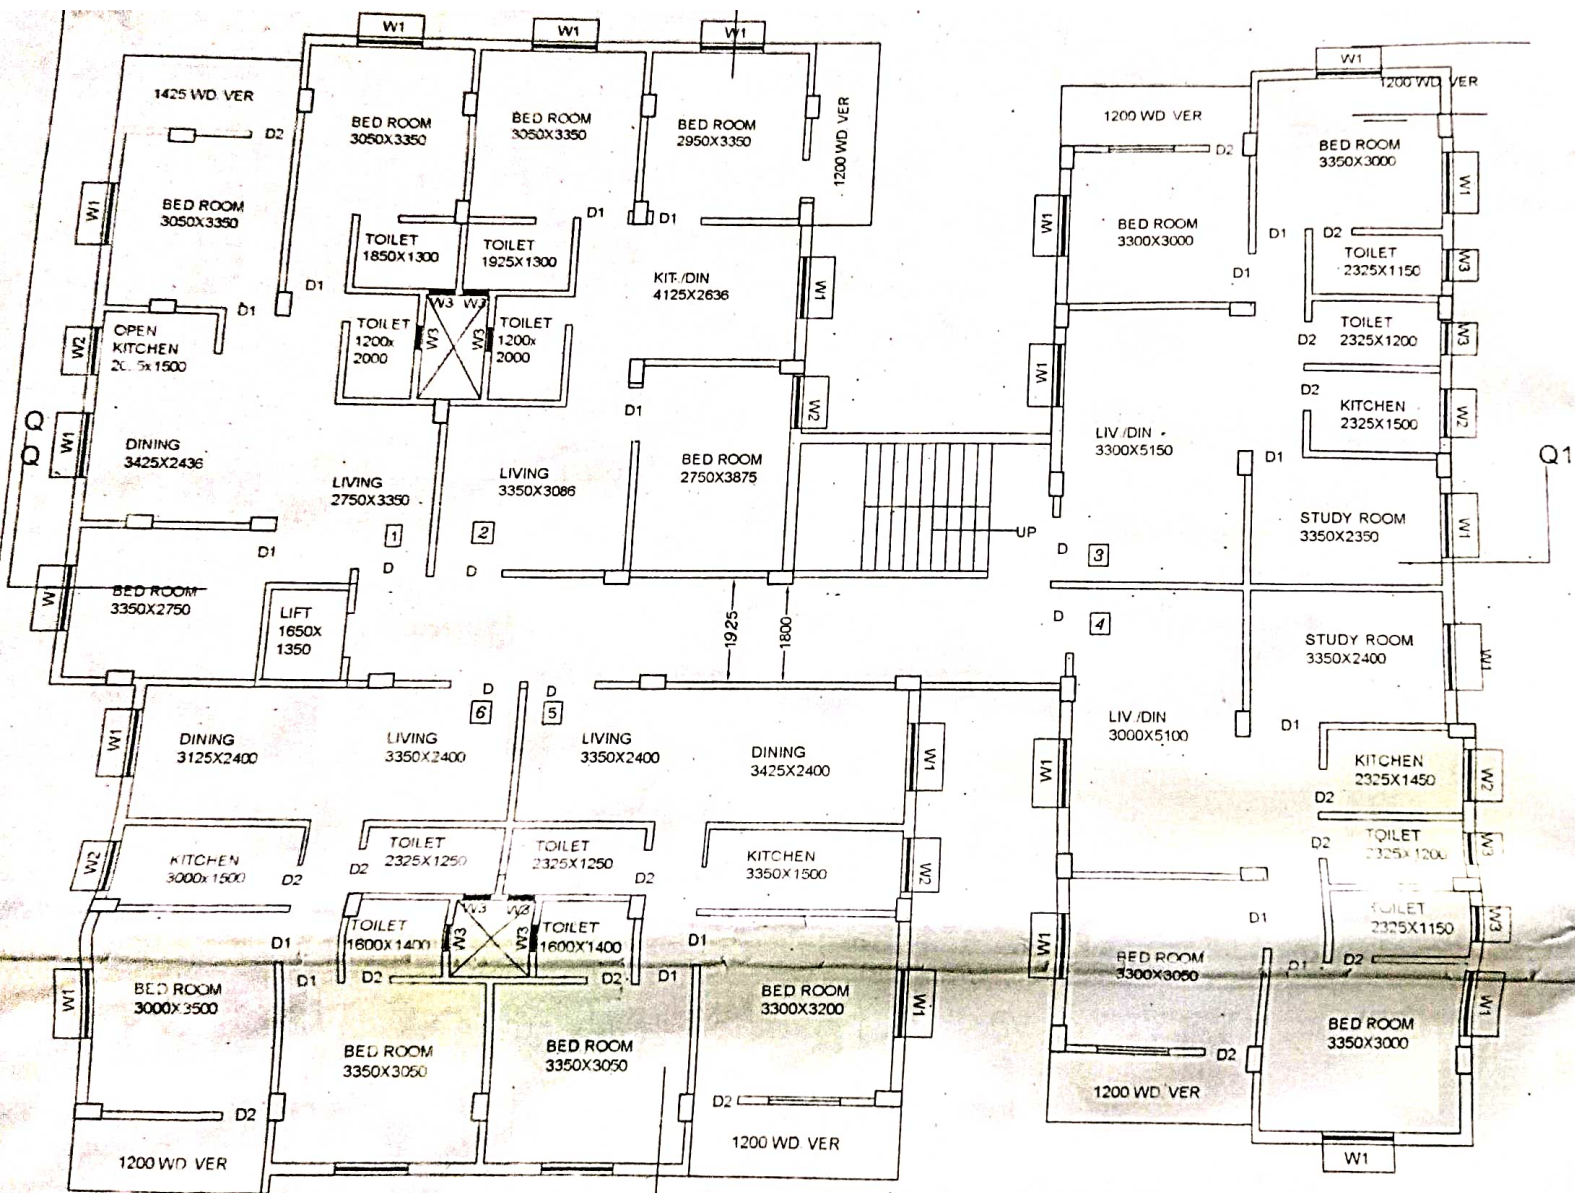 W1
W1
W1
W1
1425 WD. VER
1200 WD VER
1200 WD VER
1200 WD VER
BED ROOM
3050X3350
BED ROOM
3050X3350
BED ROOM
2950X3350
D2
D2
BED ROOM
3350X3000
W1
W1
BED ROOM
3050X3350
BED ROOM
3300X3000
W1
D1
D1
D1
D2
TOILET
1850X1300
TOILET
1925X1300
TOILET
2325X1150
W3
D1
D1
D1
KIT./DIN
4125X2636
W1
W3
W3
W3
W3
OPEN
KITCHEN
W2
TOILET
1200x
2000
TOILET
1200x
2000
TOILET
2325X1200
W3
D2
W1
D2
D1
W2
KITCHEN
2325X1500
W2
Q
Q
W1
DINING
3425X2436
LIV./DIN
3300X5150
D1
Q1
BED ROOM
2750X3875
LIVING
2750X3350
LIVING
3350X3086
STUDY ROOM
3350X2350
W1
1
2
UP
D
3
D1
D
D
BED ROOM
3350X2750
LIFT
1650X
1350
1925
1800
D
4
STUDY ROOM
3350X2400
W1
D
D
6
5
LIV./DIN
3000X5100
D1
W1
DINING
3125X2400
LIVING
3350X2400
LIVING
3350X2400
DINING
3425X2400
W1
W1
KITCHEN
2325X1450
W2
D2
W2
KITCHEN
3000x1500
D2
D2
TOILET
2325X1250
TOILET
2325X1250
D2
KITCHEN
3350X1500
W2
D2
TOILET
2325X1200
W3
W3
W3
W3
W3
TOILET
1600X1400
TOILET
1600X1400
D1
D1
D2
D2
D1
D1
W1
D1
TOILET
2325X1150
W3
D1
D2
BED ROOM
3300X3050
W1
BED ROOM
3000X3500
BED ROOM
3300X3200
W1
W1
BED ROOM
3350X3050
BED ROOM
3350X3050
BED ROOM
3350X3000
D2
D2
D2
1200 WD VER
1200 WD VER
1200 WD VER
W1